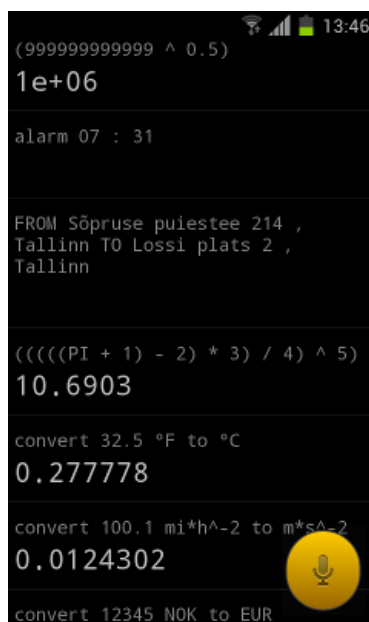 13:46
(999999999999 ^ 0.5)
1e+06
alarm 07 : 31
FROM Sõpruse puiestee 214 ,
Tallinn TO Lossi plats 2 ,
Tallinn
(((((PI + 1) - 2) * 3) / 4) ^ 5)
10.6903
convert 32.5 °F to °C
0.277778
convert 100.1 mi*h^-2 to m*s^-2
0.0124302
convert 12345 NOK to EUR